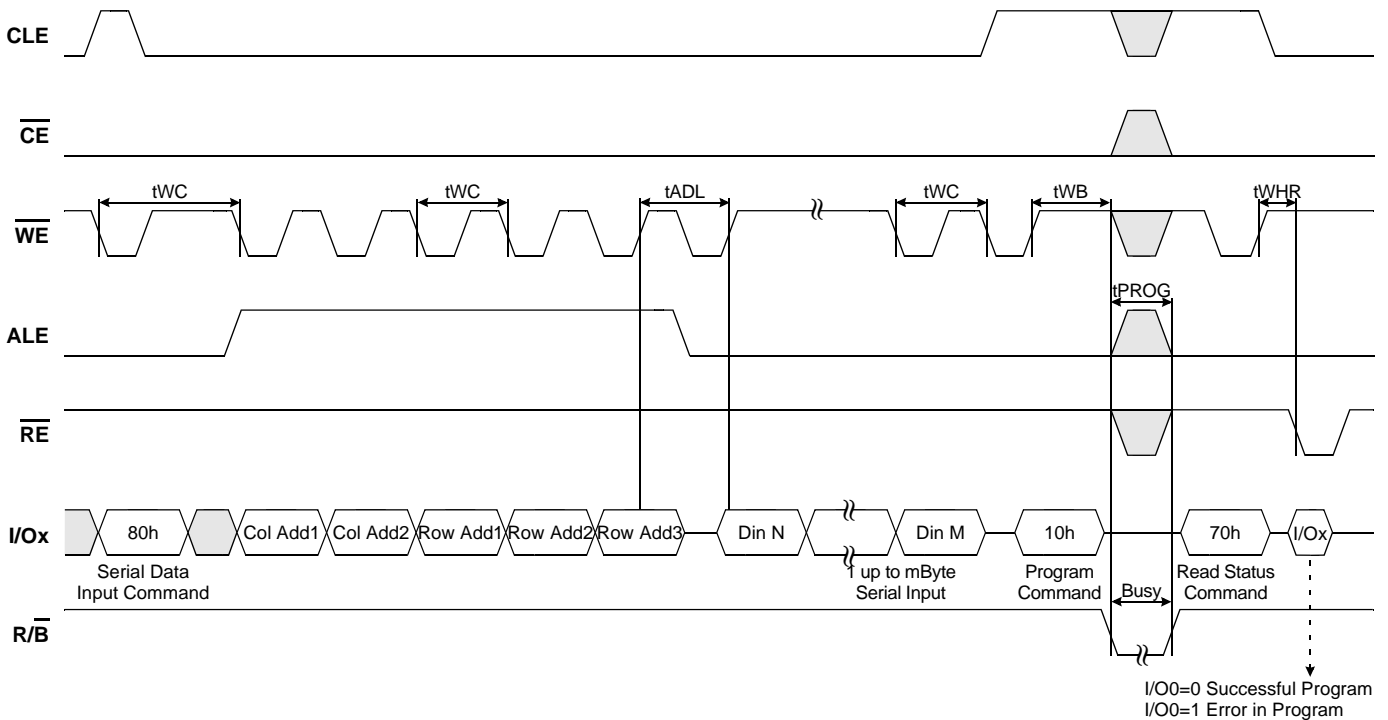 CLE
CE
tWC
tWC
tADL
tWC
tWB
tWHR
WE
tPROG
ALE
RE
I/Ox
80h
Col Add1
Col Add2
Row Add1
Row Add2
Row Add3
Din N
Din M
10h
70h
I/Ox
Serial Data
Input Command
1 up to mByte
Serial Input
Program
Command
Busy
Read Status
Command
R/B
I/O0=0 Successful Program
I/O0=1 Error in Program